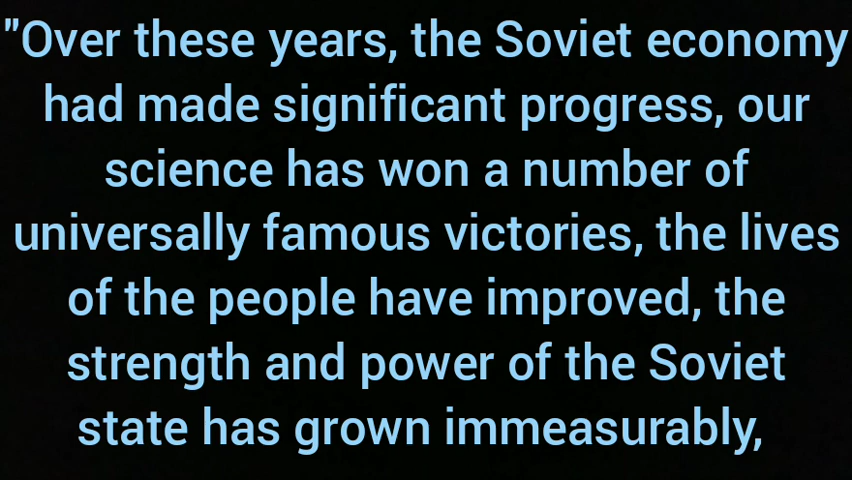 "Over these years, the Soviet economy
had made significant progress, our
science has won a number of
universally famous victories, the lives
of the people have improved, the
strength and power of the Soviet
state has grown immeasurably,